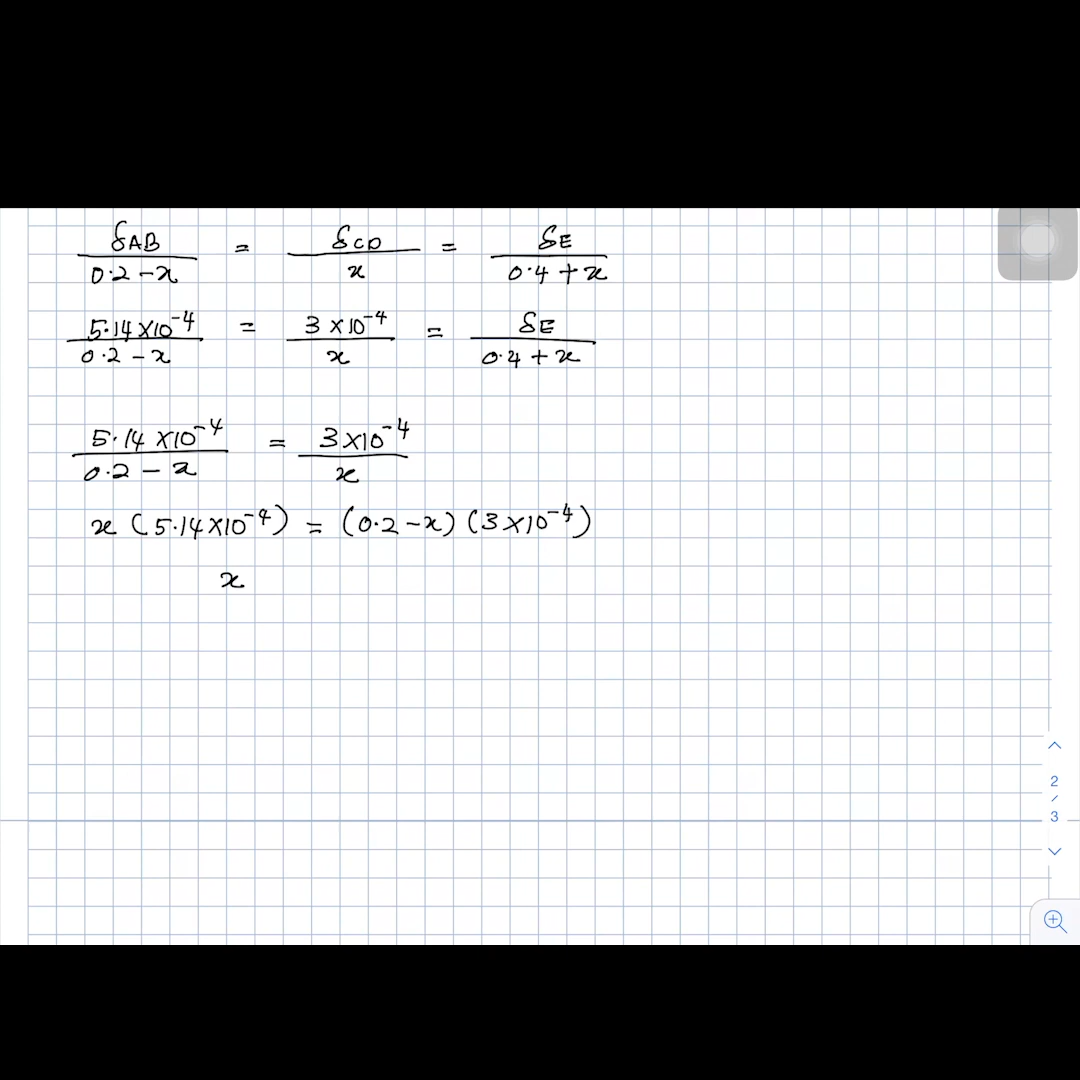 δAB / 0.2 - x = δCD / x = δE / 0.4 + x
5.14 × 10⁻⁴ / 0.2 - x = 3 × 10⁻⁴ / x = δE / 0.4 + x
5.14 × 10⁻⁴ / 0.2 - x = 3 × 10⁻⁴ / x
x (5.14 × 10⁻⁴) = (0.2 - x) (3 × 10⁻⁴)
x
2
/
3